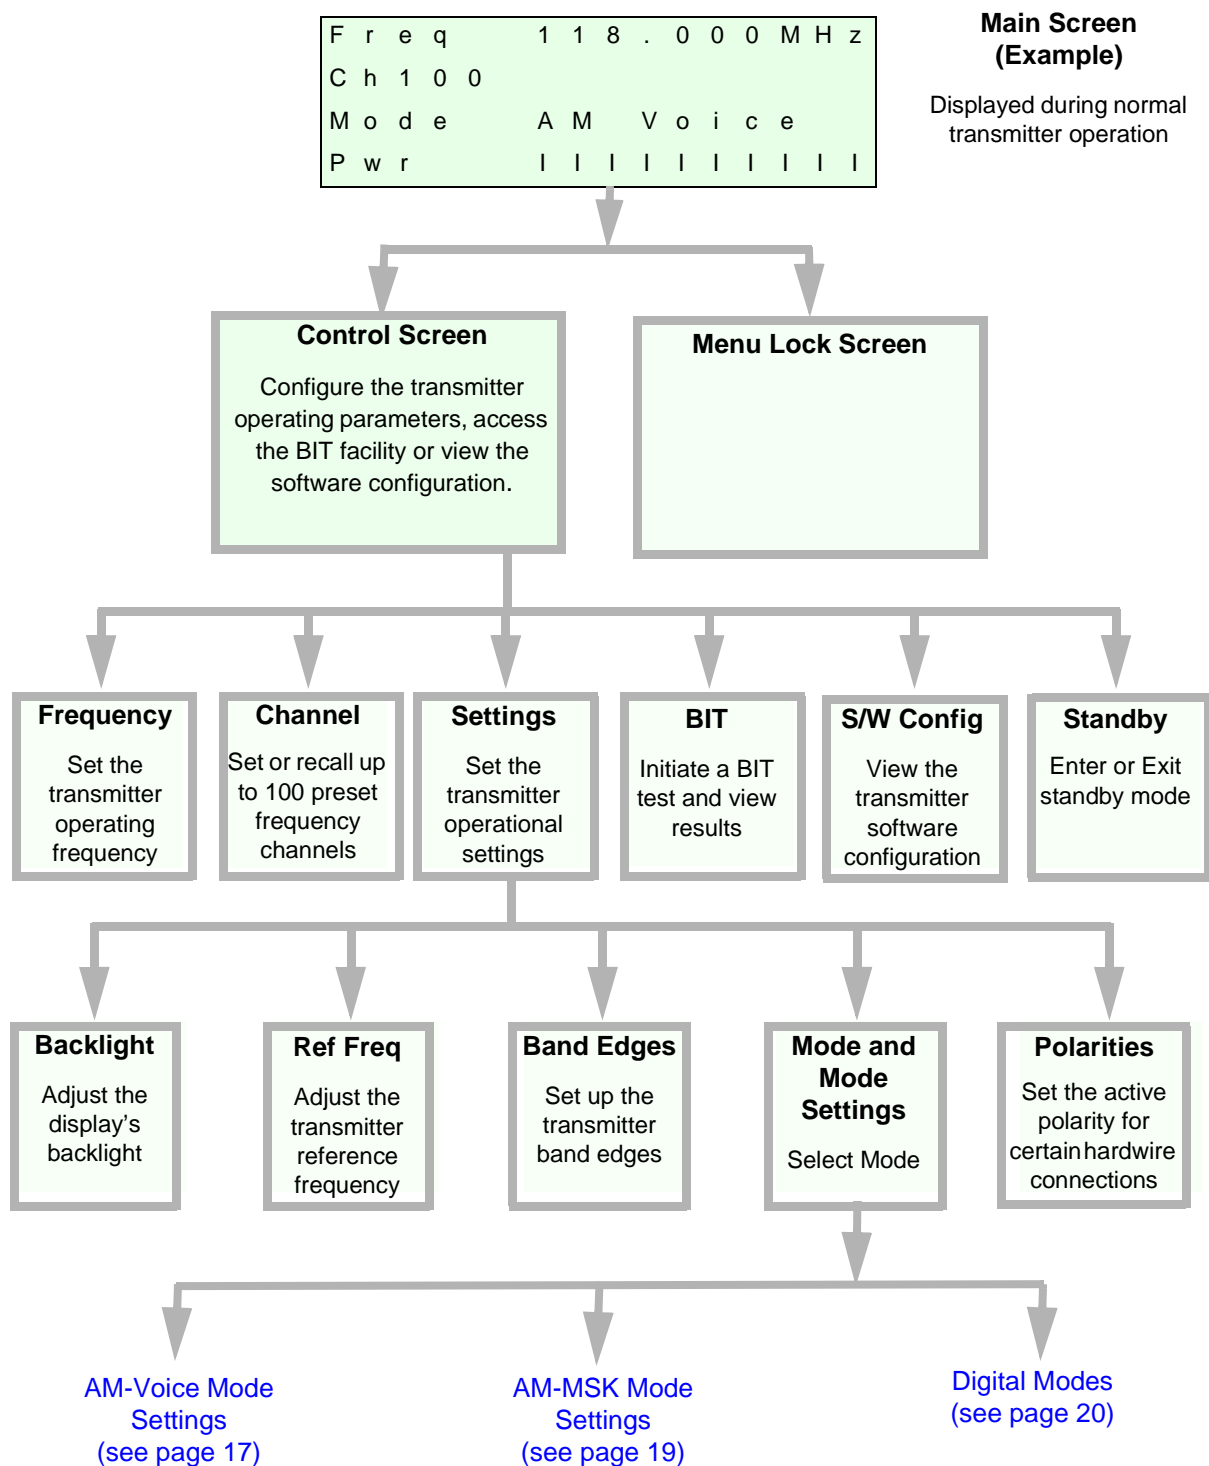 Freq 118.000MHz
Ch100
Mode AM Voice
Pwr I I I I I I I I I I
Main Screen
(Example)
Displayed during normal
transmitter operation
Control Screen
Configure the transmitter
operating parameters, access
the BIT facility or view the
software configuration.
Menu Lock Screen
Frequency
Set the
transmitter
operating
frequency
Channel
Set or recall up
to 100 preset
frequency
channels
Settings
Set the
transmitter
operational
settings
BIT
Initiate a BIT
test and view
results
S/W Config
View the
transmitter
software
configuration
Standby
Enter or Exit
standby mode
Backlight
Adjust the
display's
backlight
Ref Freq
Adjust the
transmitter
reference
frequency
Band Edges
Set up the
transmitter
band edges
Mode and
Mode
Settings
Select Mode
Polarities
Set the active
polarity for
certain hardwire
connections
AM-Voice Mode
Settings
(see page 17)
AM-MSK Mode
Settings
(see page 19)
Digital Modes
(see page 20)